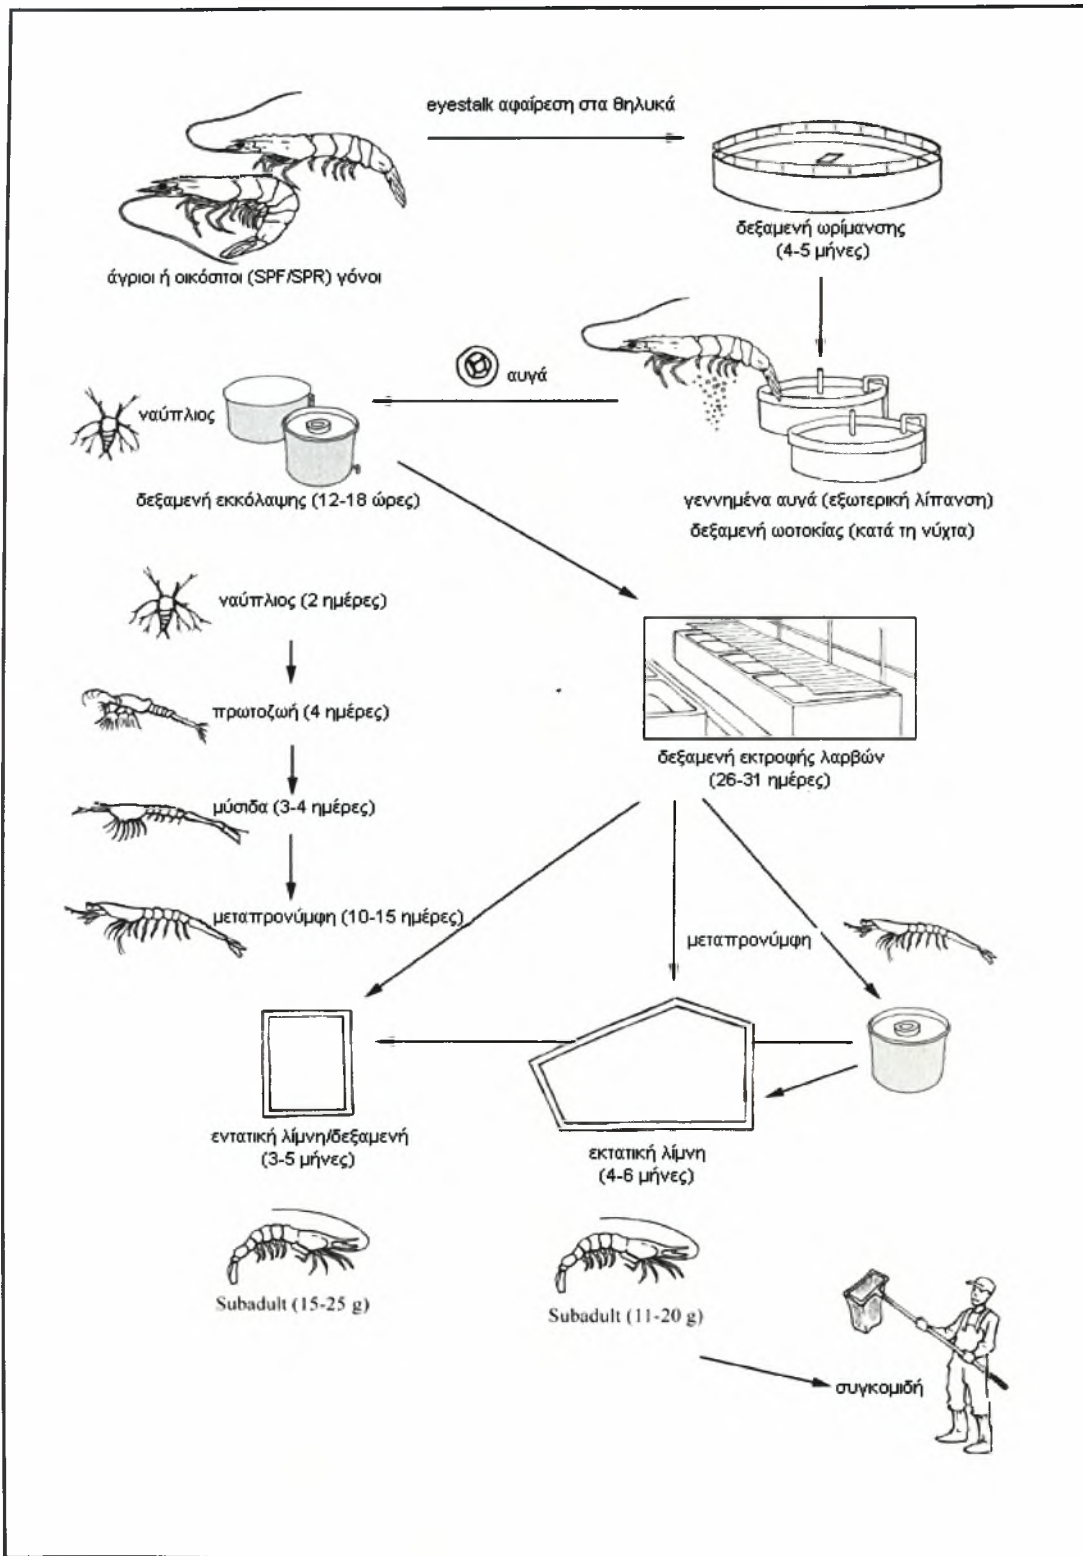 eyestalk αφαίρεση στα θηλυκά
δεξαμενή ωρίμανσης
(4-5 μήνες)
άγριοι ή οικόσιτοι (SPF/SPR) γόνοι
αυγά
ναύπλιος
δεξαμενή εκκόλαψης (12-18 ώρες)
γεννημένα αυγά (εξωτερική λίπανση)
δεξαμενή ωοτοκίας (κατά τη νύχτα)
ναύπλιος (2 ημέρες)
πρωτοζωή (4 ημέρες)
μύσιδα (3-4 ημέρες)
μεταπρονύμφη (10-15 ημέρες)
δεξαμενή εκτροφής λαρβών
(26-31 ημέρες)
μεταπρονύμφη
εντατική λίμνη/δεξαμενή
(3-5 μήνες)
εκτατική λίμνη
(4-6 μήνες)
Subadult (15-25 g)
Subadult (11-20 g)
συγκομιδή